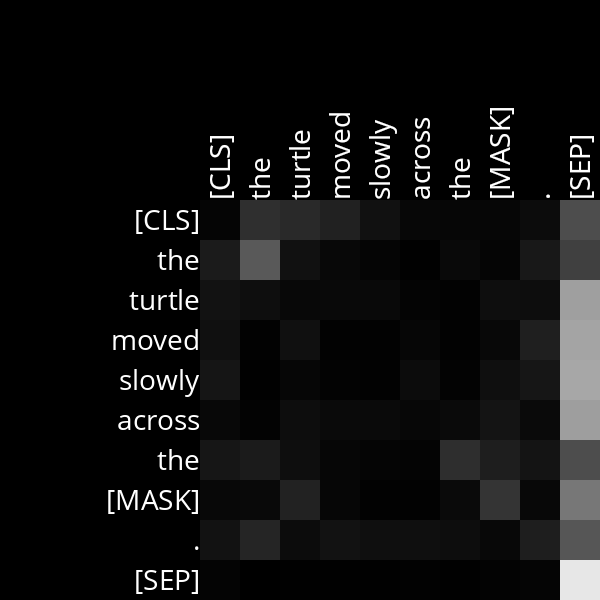 [CLS] the turtle moved slowly across the [MASK] . [SEP]
[CLS]
the
turtle
moved
slowly
across
the
[MASK]
.
[SEP]